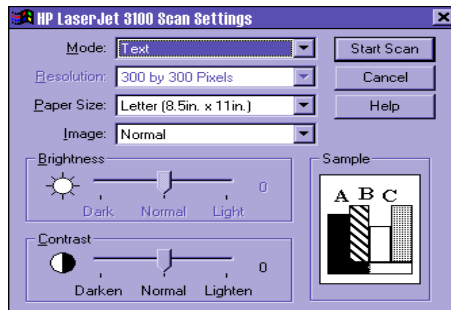 HP LaserJet 3100 Scan Settings
Mode: Text
Start Scan
Resolution: 300 by 300 Pixels
Cancel
Paper Size: Letter (8.5in. x 11in.)
Help
Image: Normal
Brightness
0
Dark Normal Light
Contrast
0
Darken Normal Lighten
Sample
A B C